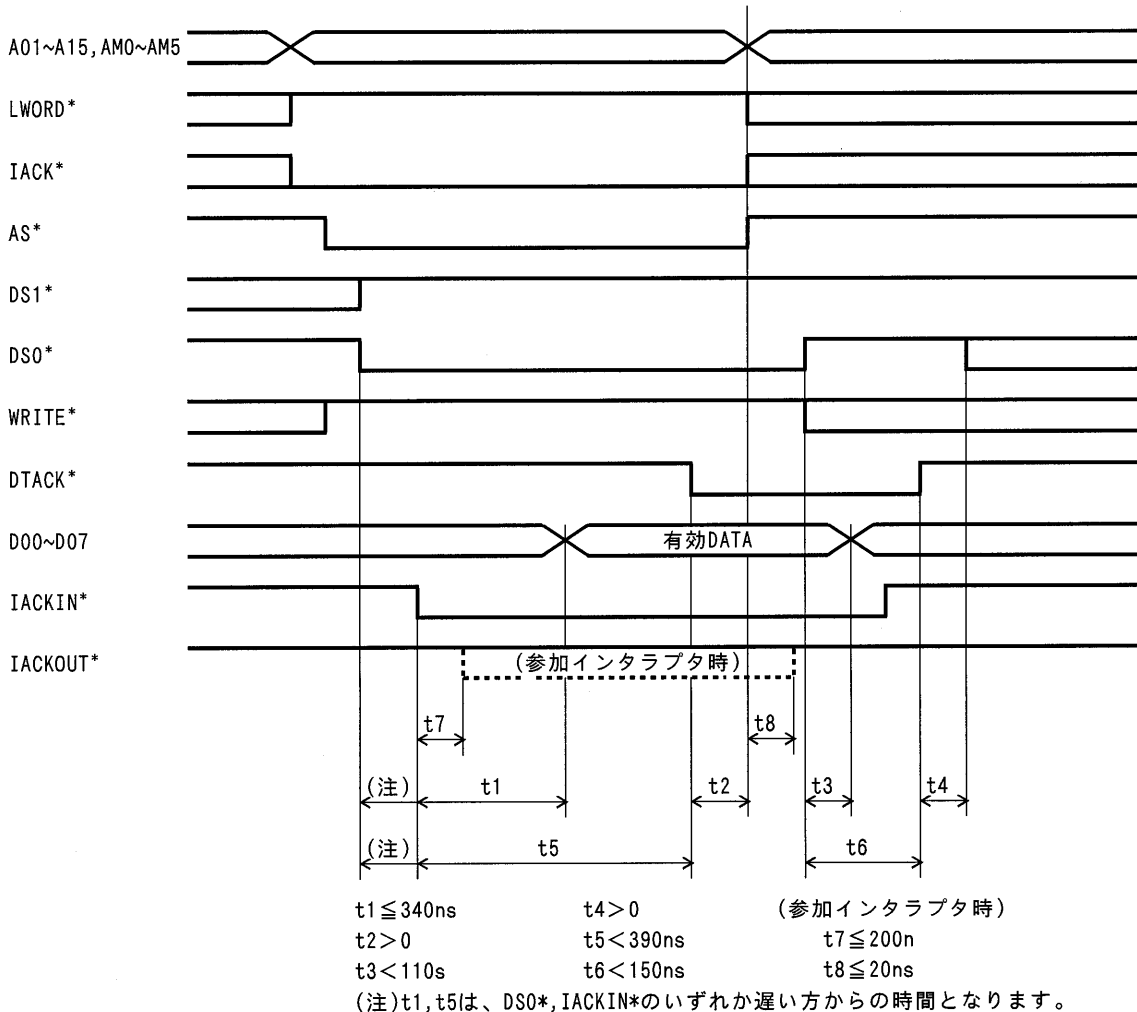 A01~A15,AM0~AM5
LWORD*
IACK*
AS*
DS1*
DS0*
WRITE*
DTACK*
D00~D07
有効DATA
IACKIN*
IACKOUT*
(参加インタラプタ時)
t7
t8
(注)
t1
t2
t3
t4
(注)
t5
t6
t1≦340ns
t4>0
(参加インタラプタ時)
t2>0
t5<390ns
t7≦200n
t3<110s
t6<150ns
t8≦20ns
(注)t1,t5は、DS0*,IACKIN*のいずれか遅い方からの時間となります。